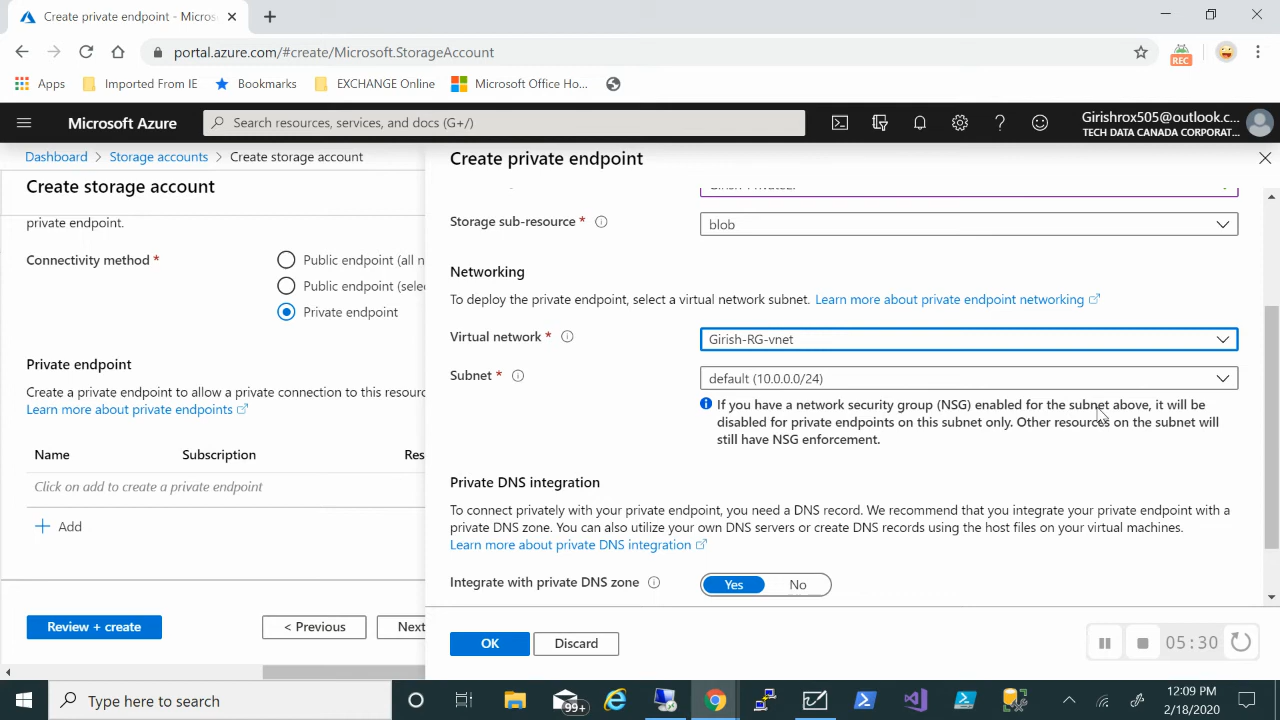 Create private endpoint - Micros
portal.azure.com/#create/Microsoft.StorageAccount
REC
Apps
Imported From IE
Bookmarks
EXCHANGE Online
Microsoft Office Ho...
Microsoft Azure
Search resources, services, and docs (G+/)
Girishrox505@outlook.c...
TECH DATA CANADA CORPORAT...
Dashboard > Storage accounts > Create storage account
Create storage account
private endpoint.
Connectivity method *
Public endpoint (all n
Public endpoint (sele
Private endpoint
Private endpoint
Create a private endpoint to allow a private connection to this resou
Learn more about private endpoints
Name Subscription Res
Click on add to create a private endpoint
Add
Review + create
< Previous
Next
Create private endpoint
Storage sub-resource *
blob
Networking
To deploy the private endpoint, select a virtual network subnet. Learn more about private endpoint networking
Virtual network *
Girish-RG-vnet
Subnet *
default (10.0.0.0/24)
If you have a network security group (NSG) enabled for the subnet above, it will be
disabled for private endpoints on this subnet only. Other resources on the subnet will
still have NSG enforcement.
Private DNS integration
To connect privately with your private endpoint, you need a DNS record. We recommend that you integrate your private endpoint with a
private DNS zone. You can also utilize your own DNS servers or create DNS records using the host files on your virtual machines.
Learn more about private DNS integration
Integrate with private DNS zone
Yes No
OK
Discard
05:30
Type here to search
99+
12:09 PM
2/18/2020